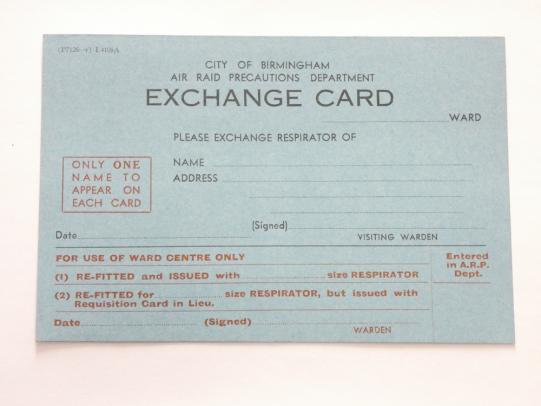 CITY OF BIRMINGHAM
AIR RAID PRECAUTIONS DEPARTMENT
EXCHANGE CARD
WARD
PLEASE EXCHANGE RESPIRATOR OF
ONLY ONE
NAME TO
APPEAR ON
EACH CARD
NAME
ADDRESS
(Signed)
Date
VISITING WARDEN
FOR USE OF WARD CENTRE ONLY
Entered
in A.R.P.
Dept.
(1) RE-FITTED and ISSUED with size RESPIRATOR
(2) RE-FITTED for size RESPIRATOR, but issued with
Requisition Card in Lieu.
Date (Signed)
WARDEN